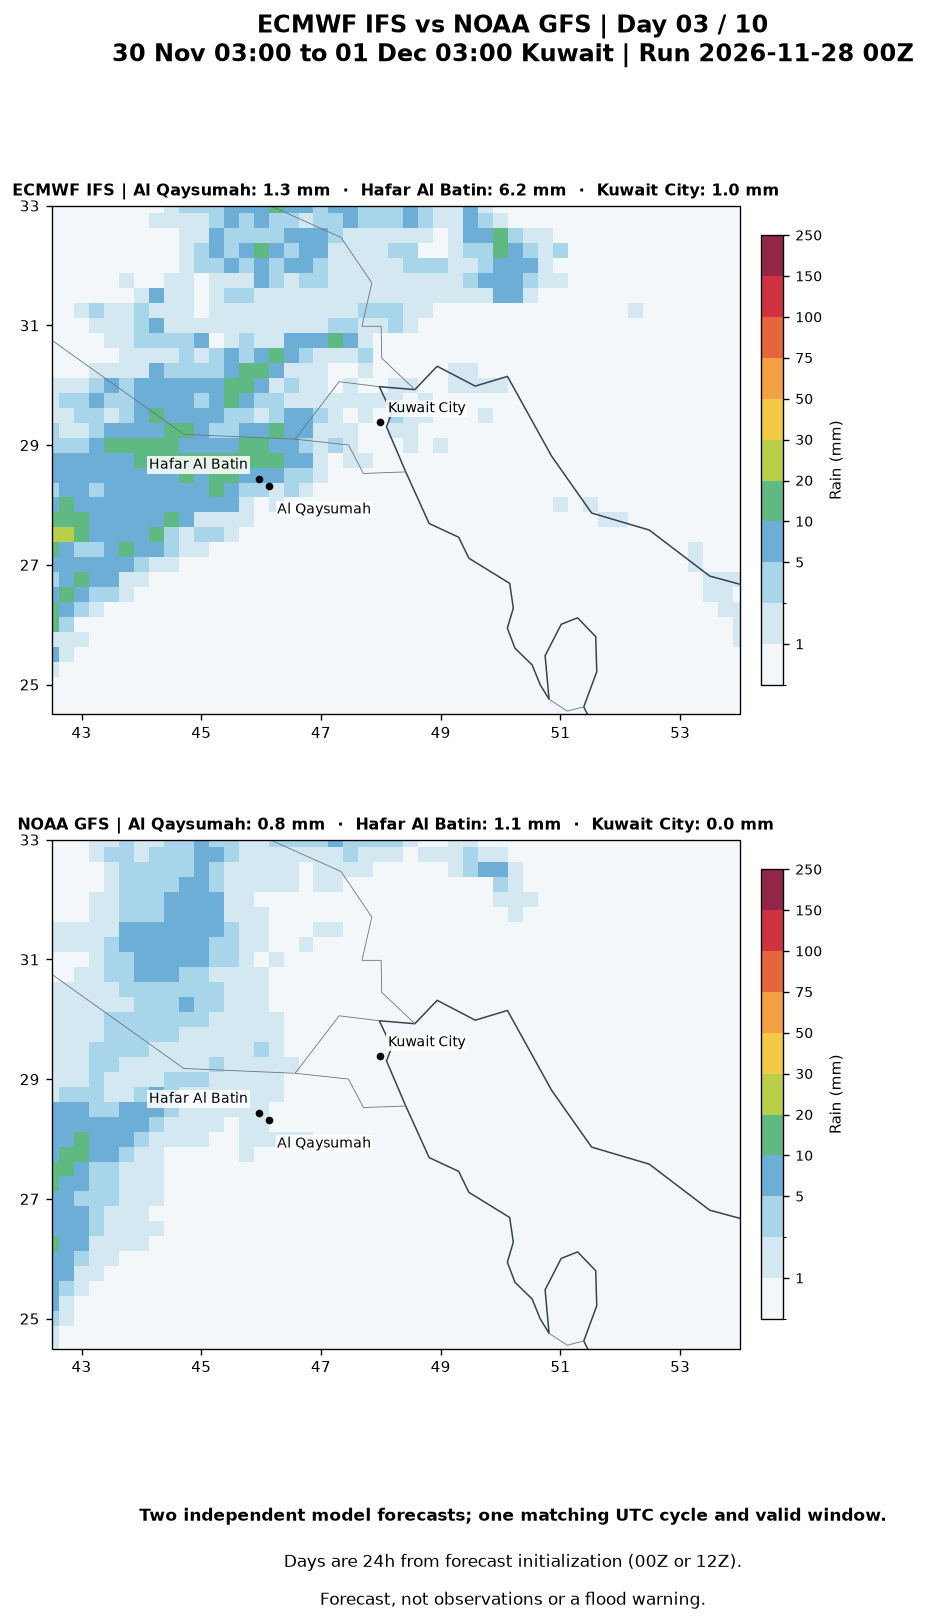 ECMWF IFS vs NOAA GFS | Day 03 / 10
30 Nov 03:00 to 01 Dec 03:00 Kuwait | Run 2026-11-28 00Z
ECMWF IFS | Al Qaysumah: 1.3 mm · Hafar Al Batin: 6.2 mm · Kuwait City: 1.0 mm
33
31
29
27
25
43 45 47 49 51 53
Kuwait City
Hafar Al Batin
Al Qaysumah
250
150
100
75
50
30
20
10
5
1
Rain (mm)
NOAA GFS | Al Qaysumah: 0.8 mm · Hafar Al Batin: 1.1 mm · Kuwait City: 0.0 mm
33
31
29
27
25
43 45 47 49 51 53
Kuwait City
Hafar Al Batin
Al Qaysumah
250
150
100
75
50
30
20
10
5
1
Rain (mm)
Two independent model forecasts; one matching UTC cycle and valid window.
Days are 24h from forecast initialization (00Z or 12Z).
Forecast, not observations or a flood warning.